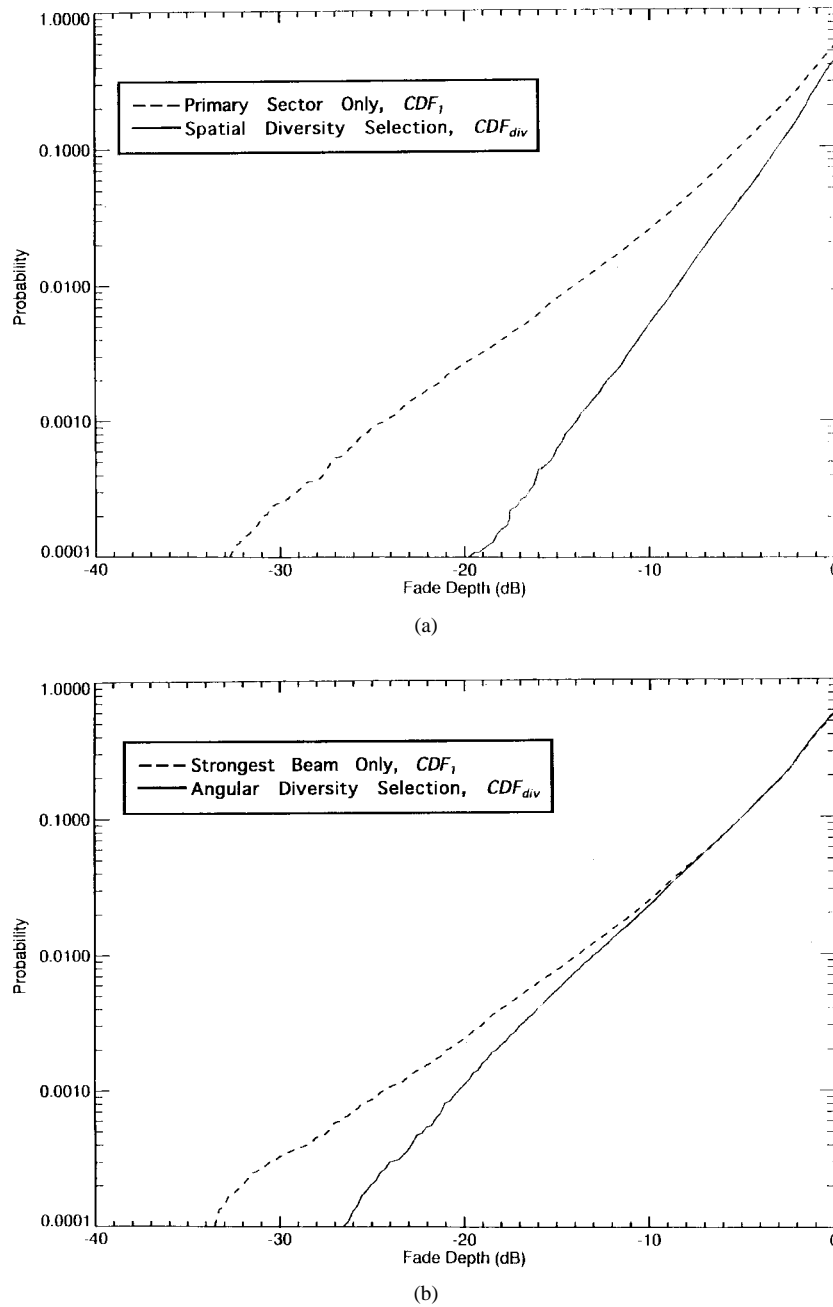 1.0000
Primary Sector Only, CDF1
Spatial Diversity Selection, CDFdiv
0.1000
Probability
0.0100
0.0010
0.0001
-40 -30 -20 -10 0
Fade Depth (dB)
(a)
1.0000
Strongest Beam Only, CDF1
Angular Diversity Selection, CDFdiv
0.1000
Probability
0.0100
0.0010
0.0001
-40 -30 -20 -10 0
Fade Depth (dB)
(b)